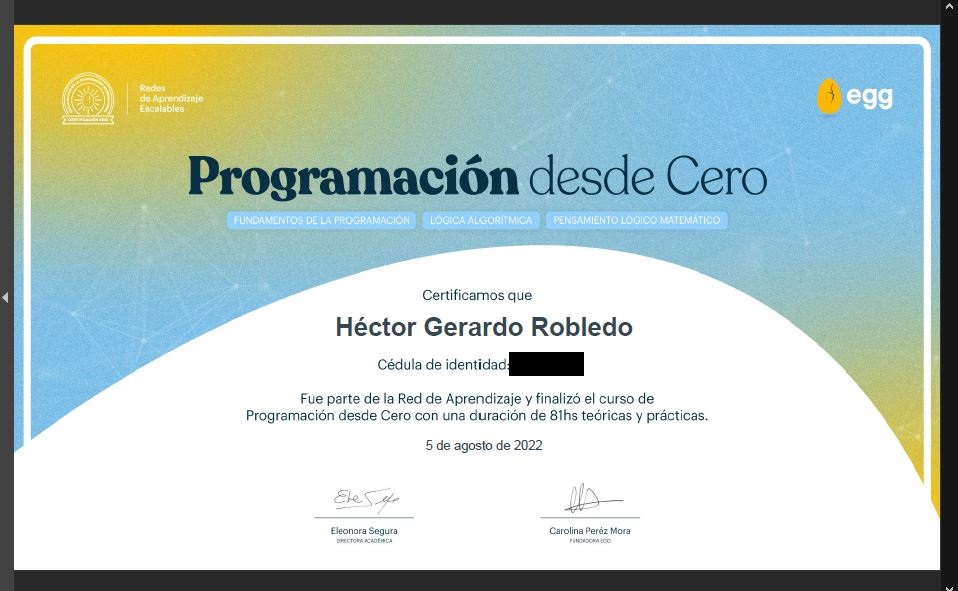 CERTIFICACIÓN EGG
Redes
de Aprendizaje
Escalables
egg
Programación desde Cero
FUNDAMENTOS DE LA PROGRAMACIÓN LÓGICA ALGORÍTMICA PENSAMIENTO LÓGICO MATEMÁTICO
Certificamos que
Héctor Gerardo Robledo
Cédula de identidad:
Fue parte de la Red de Aprendizaje y finalizó el curso de
Programación desde Cero con una duración de 81hs teóricas y prácticas.
5 de agosto de 2022
Eleonora Segura Carolina Peréz Mora
DIRECTORA ACADÉMICA FUNDADORA EGG